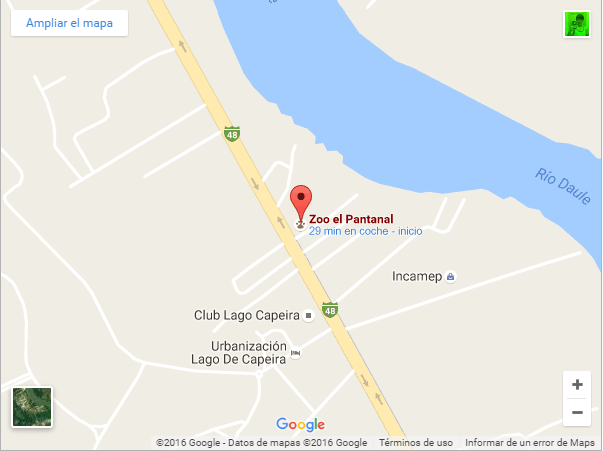 Ampliar el mapa
48
Río Daule
Zoo el Pantanal
29 min en coche - inicio
Incamep
Club Lago Capeira
48
Urbanización
Lago De Capeira
+
−
Google
©2016 Google - Datos de mapas ©2016 Google Términos de uso Informar de un error de Maps